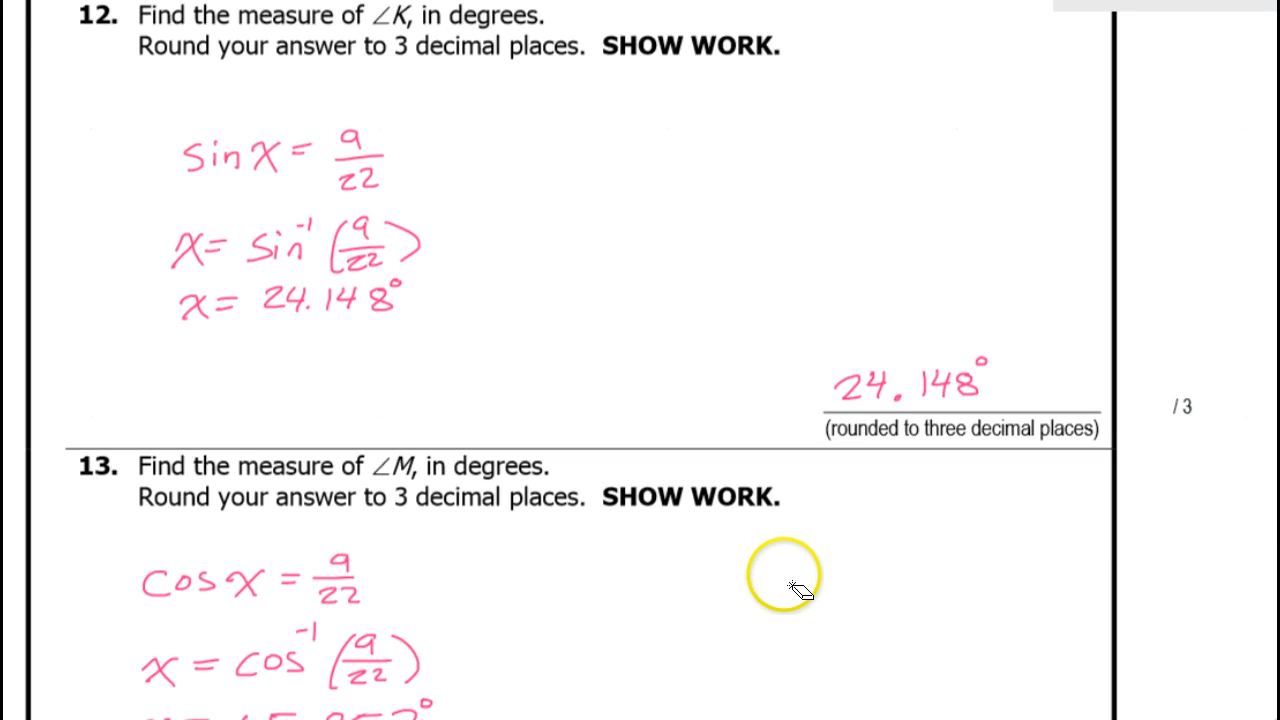 12. Find the measure of ∠K, in degrees.
Round your answer to 3 decimal places. SHOW WORK.
sin x = 9/22
x = sin⁻¹ (9/22)
x = 24.148°
24.148°
(rounded to three decimal places)
/ 3
13. Find the measure of ∠M, in degrees.
Round your answer to 3 decimal places. SHOW WORK.
cos x = 9/22
x = cos⁻¹ (9/22)